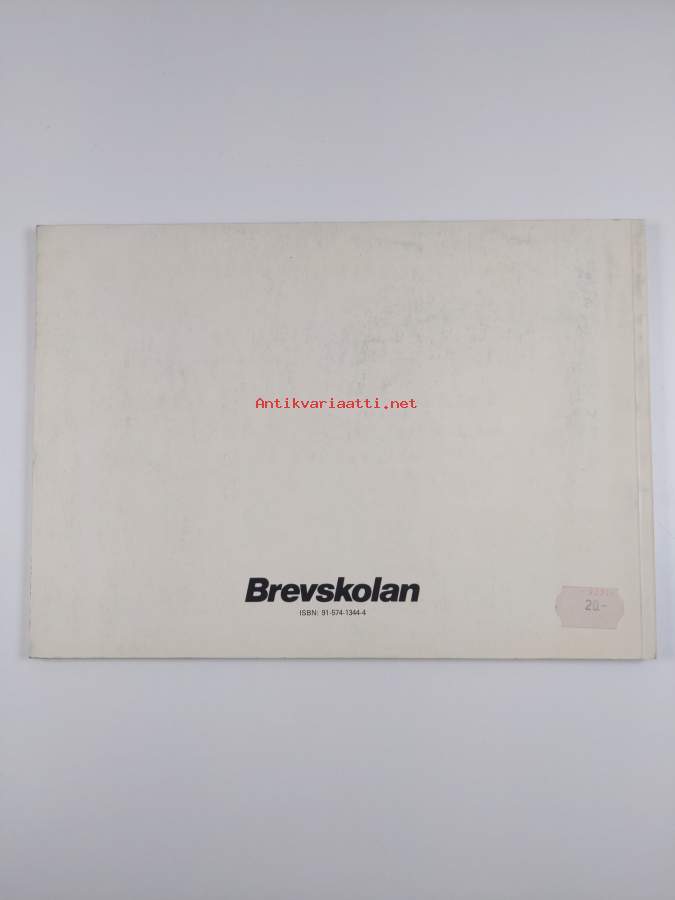 Antikvariaatti.net
Brevskolan
ISBN: 91-574-1344-4
20.-